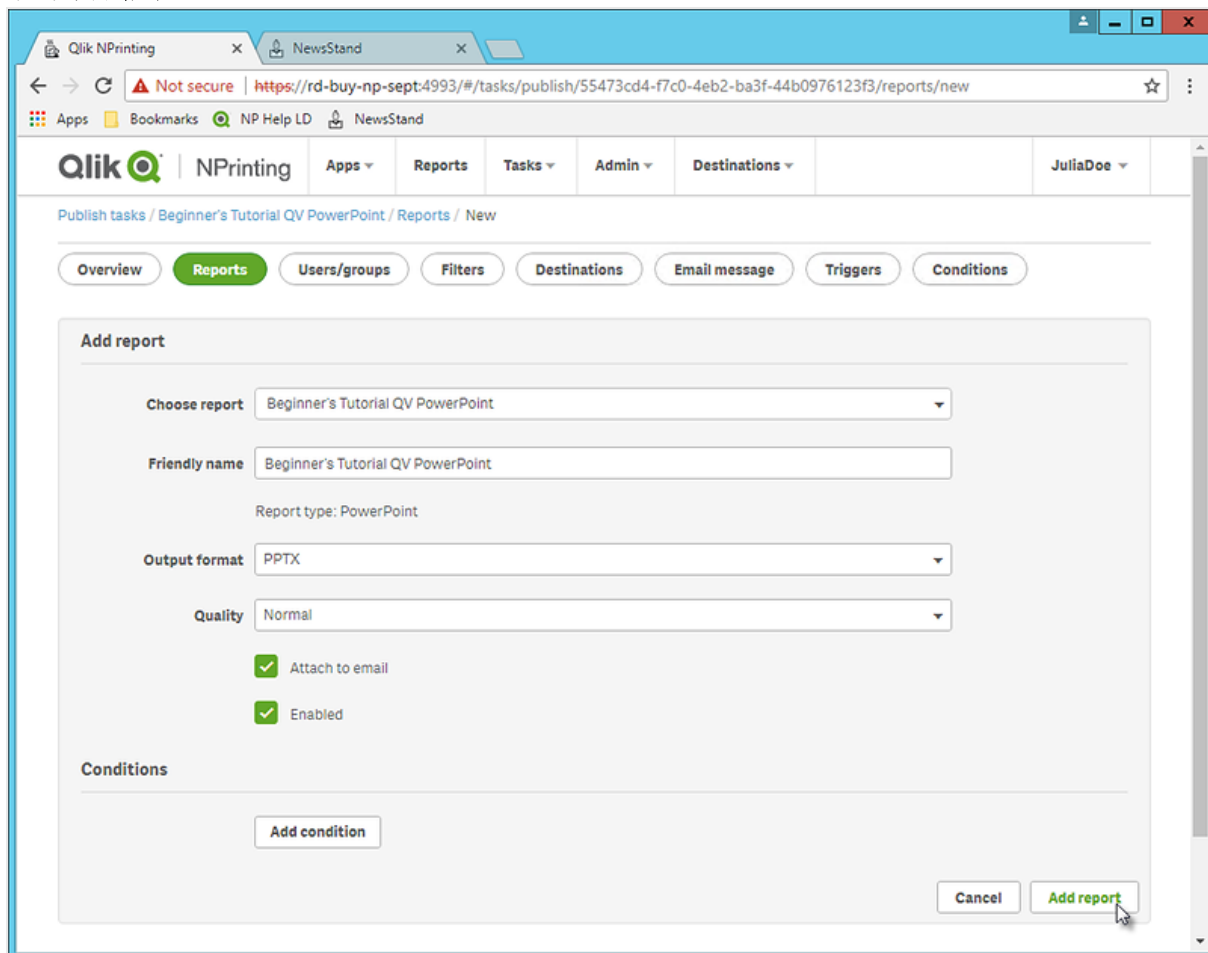 Qlik NPrinting
NewsStand
Not secure https://rd-buy-np-sept:4993/#/tasks/publish/55473cd4-f7c0-4eb2-ba3f-44b0976123f3/reports/new
Apps Bookmarks NP Help LD NewsStand
Qlik NPrinting Apps Reports Tasks Admin Destinations JuliaDoe
Publish tasks / Beginner's Tutorial QV PowerPoint / Reports / New
Overview Reports Users/groups Filters Destinations Email message Triggers Conditions
Add report
Choose report Beginner's Tutorial QV PowerPoint
Friendly name Beginner's Tutorial QV PowerPoint
Report type: PowerPoint
Output format PPTX
Quality Normal
Attach to email
Enabled
Conditions
Add condition
Cancel Add report